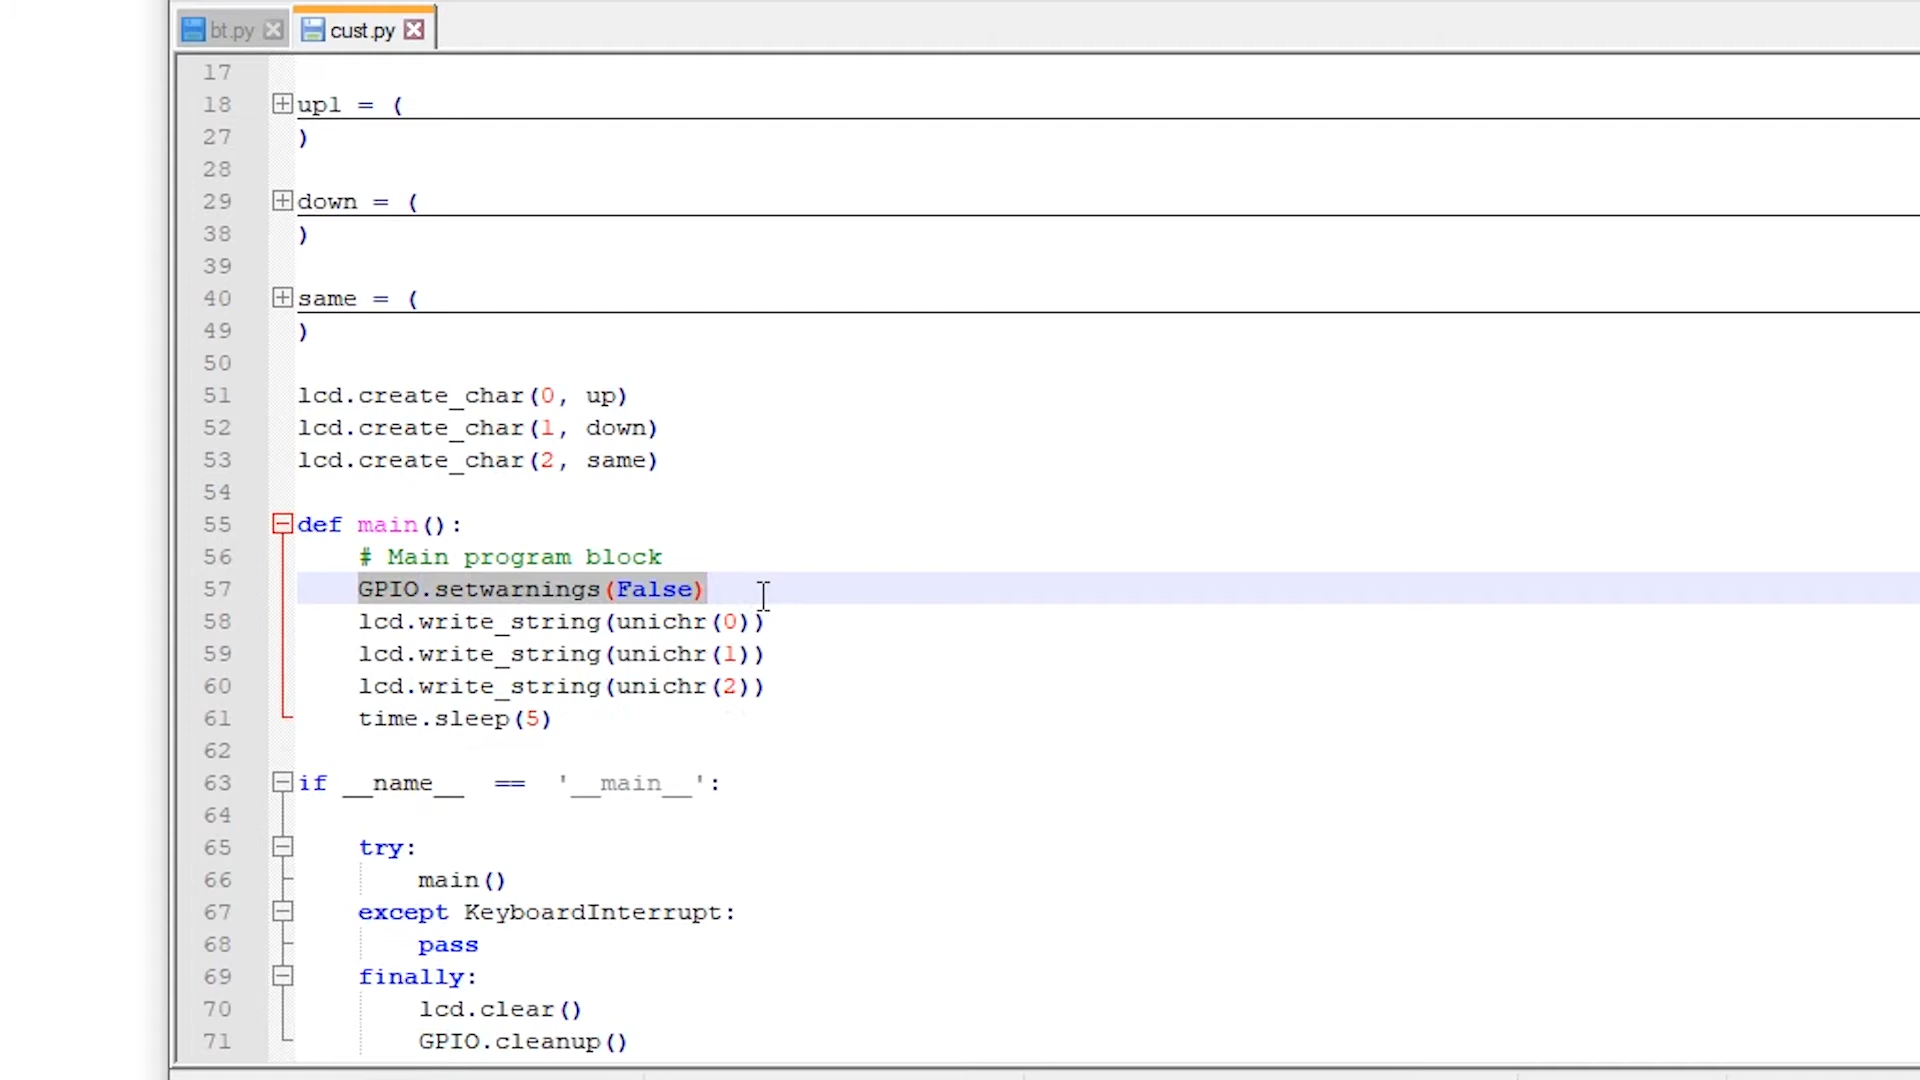 bt.py cust.py
17
18 up1 = (
27 )
28
29 down = (
38 )
39
40 same = (
49 )
50
51 lcd.create_char(0, up)
52 lcd.create_char(1, down)
53 lcd.create_char(2, same)
54
55 def main():
56 # Main program block
57 GPIO.setwarnings(False)
58 lcd.write_string(unichr(0))
59 lcd.write_string(unichr(1))
60 lcd.write_string(unichr(2))
61 time.sleep(5)
62
63 if __name__ == '__main__':
64
65 try:
66 main()
67 except KeyboardInterrupt:
68 pass
69 finally:
70 lcd.clear()
71 GPIO.cleanup()